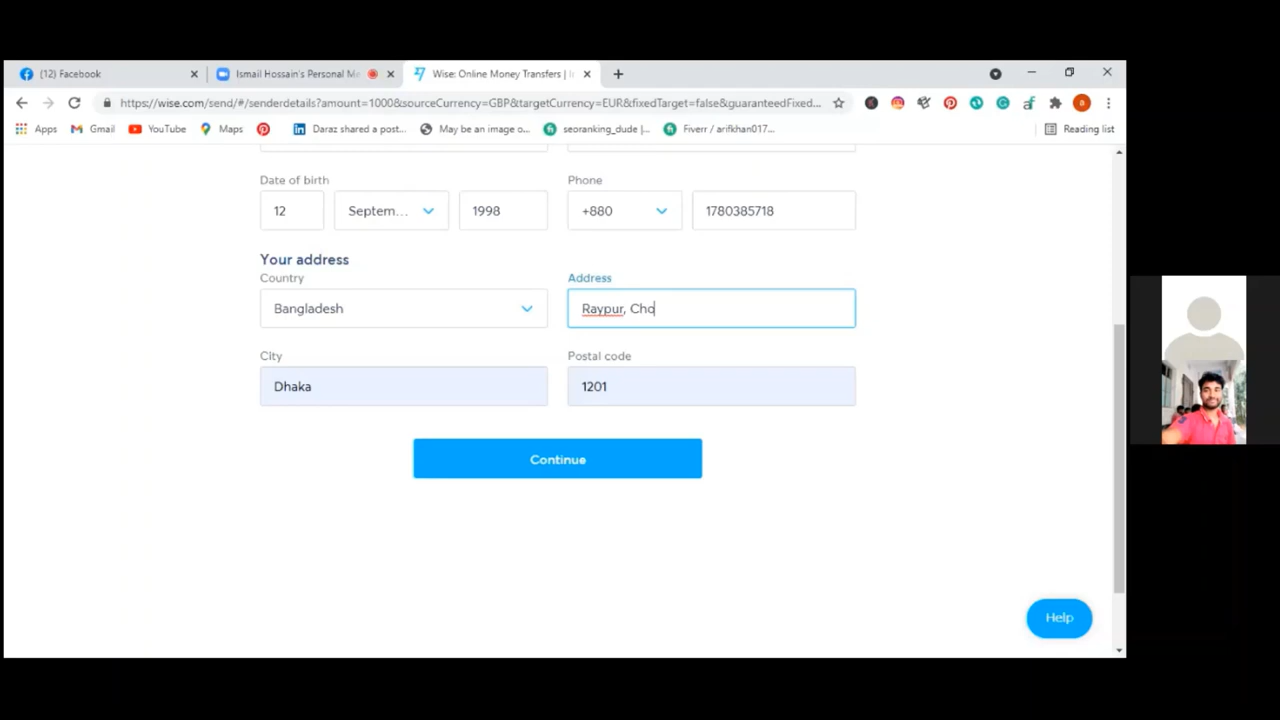 (12) Facebook
Ismail Hossain's Personal Me
Wise: Online Money Transfers | I
https://wise.com/send/#/senderdetails?amount=1000&sourceCurrency=GBP&targetCurrency=EUR&fixedTarget=false&guaranteedFixed...
Apps
Gmail
YouTube
Maps
Daraz shared a post...
May be an image o...
seoranking_dude |...
Fiverr / arifkhan017...
Reading list
Date of birth
Phone
12
Septem...
1998
+880
1780385718
Your address
Country
Address
Bangladesh
Raypur, Cho
City
Postal code
Dhaka
1201
Continue
Help